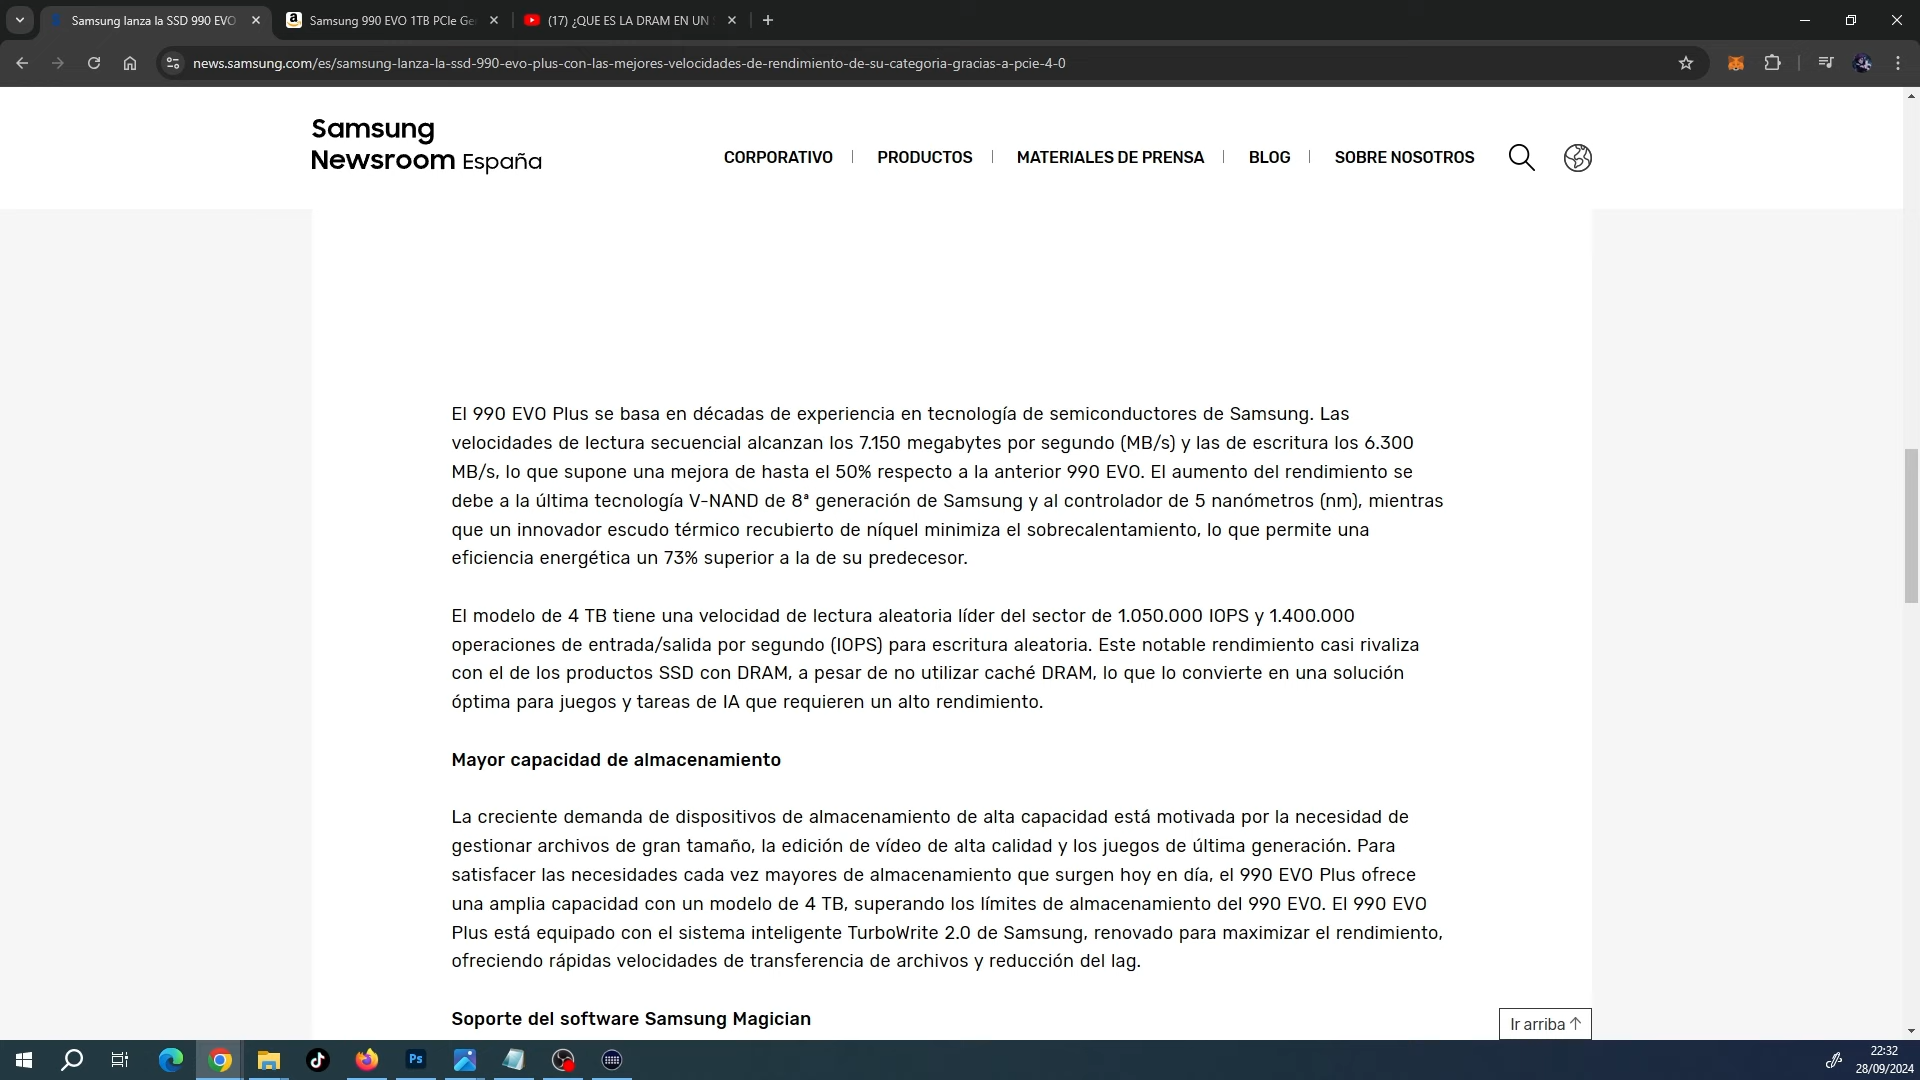 Samsung lanza la SSD 990 EVO
Samsung 990 EVO 1TB PCIe Ge
(17) ¿QUE ES LA DRAM EN UN
news.samsung.com/es/samsung-lanza-la-ssd-990-evo-plus-con-las-mejores-velocidades-de-rendimiento-de-su-categoria-gracias-a-pcie-4-0
Samsung
Newsroom España
CORPORATIVO
PRODUCTOS
MATERIALES DE PRENSA
BLOG
SOBRE NOSOTROS
El 990 EVO Plus se basa en décadas de experiencia en tecnología de semiconductores de Samsung. Las
velocidades de lectura secuencial alcanzan los 7.150 megabytes por segundo (MB/s) y las de escritura los 6.300
MB/s, lo que supone una mejora de hasta el 50% respecto a la anterior 990 EVO. El aumento del rendimiento se
debe a la última tecnología V-NAND de 8ª generación de Samsung y al controlador de 5 nanómetros (nm), mientras
que un innovador escudo térmico recubierto de níquel minimiza el sobrecalentamiento, lo que permite una
eficiencia energética un 73% superior a la de su predecesor.
El modelo de 4 TB tiene una velocidad de lectura aleatoria líder del sector de 1.050.000 IOPS y 1.400.000
operaciones de entrada/salida por segundo (IOPS) para escritura aleatoria. Este notable rendimiento casi rivaliza
con el de los productos SSD con DRAM, a pesar de no utilizar caché DRAM, lo que lo convierte en una solución
óptima para juegos y tareas de IA que requieren un alto rendimiento.
Mayor capacidad de almacenamiento
La creciente demanda de dispositivos de almacenamiento de alta capacidad está motivada por la necesidad de
gestionar archivos de gran tamaño, la edición de vídeo de alta calidad y los juegos de última generación. Para
satisfacer las necesidades cada vez mayores de almacenamiento que surgen hoy en día, el 990 EVO Plus ofrece
una amplia capacidad con un modelo de 4 TB, superando los límites de almacenamiento del 990 EVO. El 990 EVO
Plus está equipado con el sistema inteligente TurboWrite 2.0 de Samsung, renovado para maximizar el rendimiento,
ofreciendo rápidas velocidades de transferencia de archivos y reducción del lag.
Soporte del software Samsung Magician
Ir arriba
Ps
22:32
28/09/2024